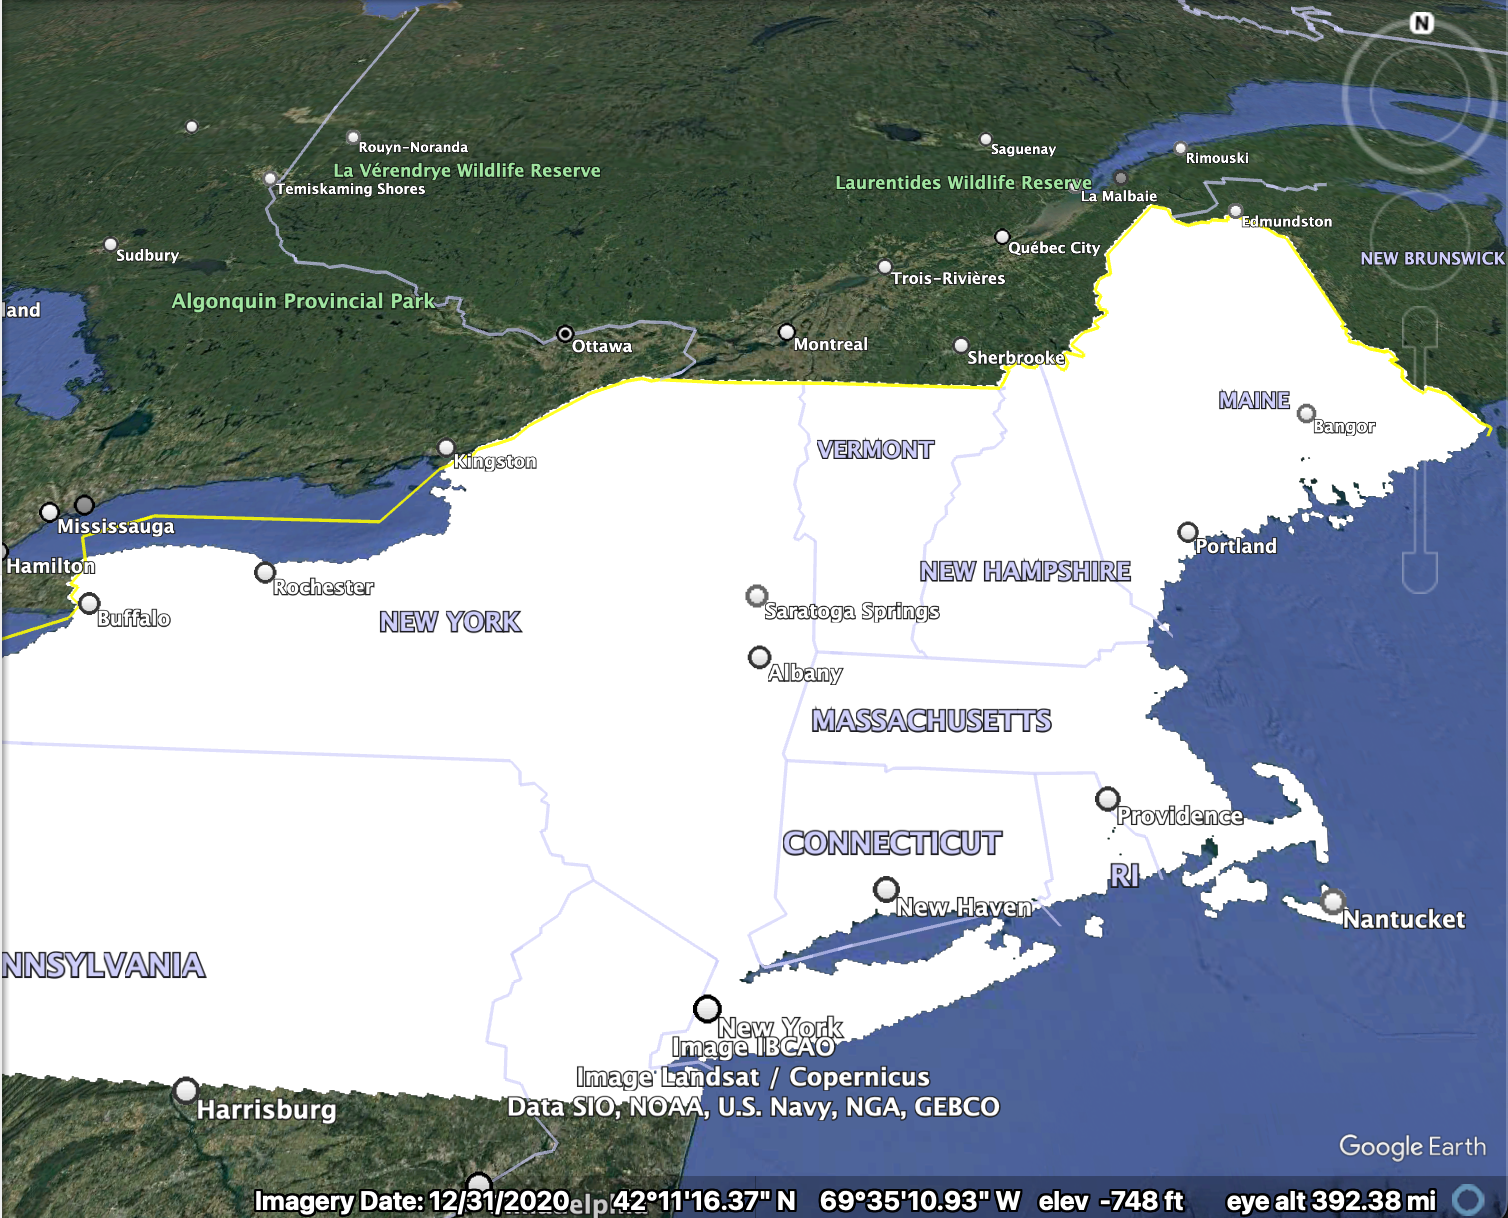 N
Rouyn-Noranda
La Vérendrye Wildlife Reserve
Temiskaming Shores
Saguenay
Rimouski
Laurentides Wildlife Reserve
La Malbaie
Edmundston
Sudbury
Québec City
NEW BRUNSWICK
Trois-Rivières
Algonquin Provincial Park
land
Ottawa
Montreal
Sherbrooke
MAINE
Bangor
VERMONT
Kingston
Mississauga
Portland
Hamilton
Rochester
NEW HAMPSHIRE
Buffalo
NEW YORK
Saratoga Springs
Albany
MASSACHUSETTS
Providence
CONNECTICUT
RI
New Haven
Nantucket
NNSYLVANIA
New York
Image IBCAO
Image Landsat / Copernicus
Harrisburg
Data SIO, NOAA, U.S. Navy, NGA, GEBCO
Google Earth
Imagery Date: 12/31/2020 42°11'16.37" N 69°35'10.93" W elev -748 ft eye alt 392.38 mi